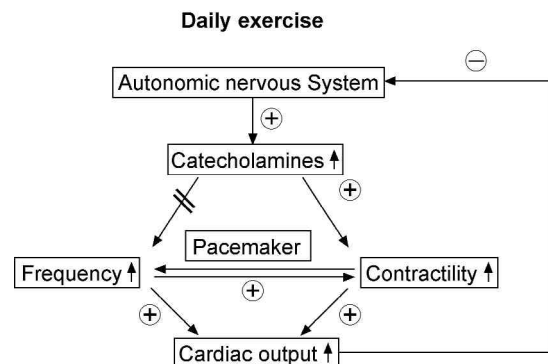 Daily exercise
−
Autonomic nervous System
+
Catecholamines
+
Pacemaker
Frequency
Contractility
+
+
+
Cardiac output